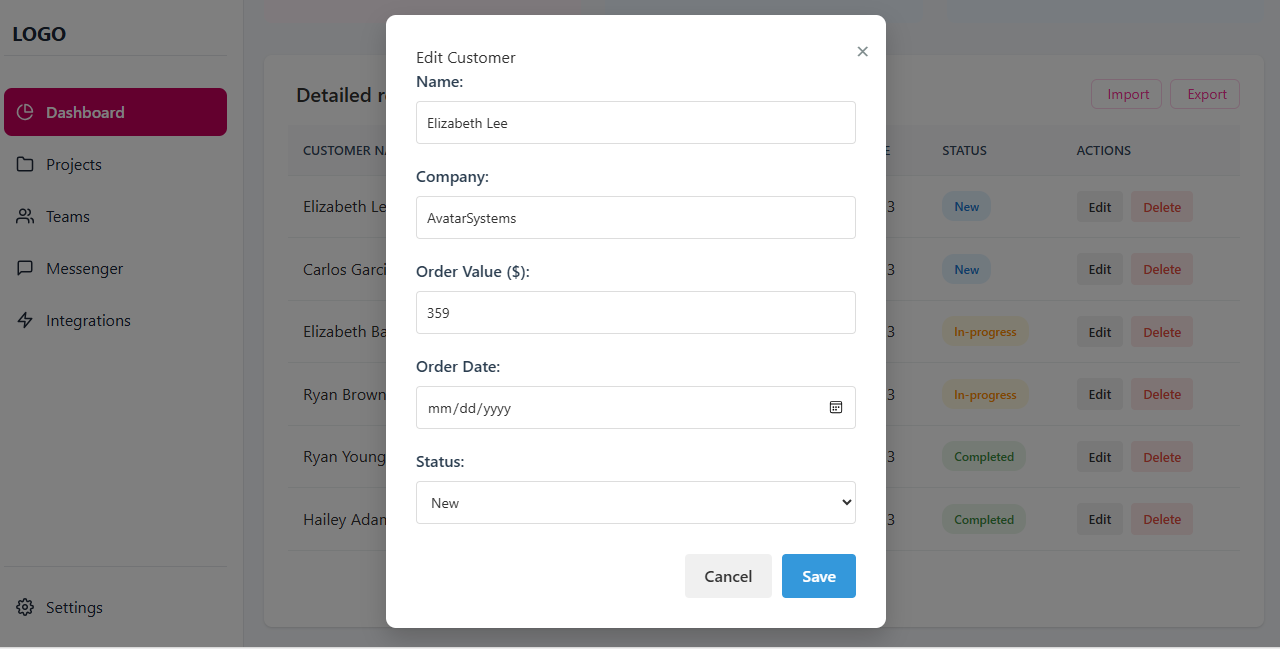 LOGO
Dashboard
Projects
Teams
Messenger
Integrations
Settings
Detailed r
Import
Export
CUSTOMER NA
E
STATUS
ACTIONS
Elizabeth Le
3
New
Edit
Delete
Carlos Garci
3
New
Edit
Delete
Elizabeth Ba
3
In-progress
Edit
Delete
Ryan Brown
3
In-progress
Edit
Delete
Ryan Young
3
Completed
Edit
Delete
Hailey Adam
3
Completed
Edit
Delete
Edit Customer
×
Name:
Elizabeth Lee
Company:
AvatarSystems
Order Value ($):
359
Order Date:
mm/dd/yyyy
Status:
New
Cancel
Save